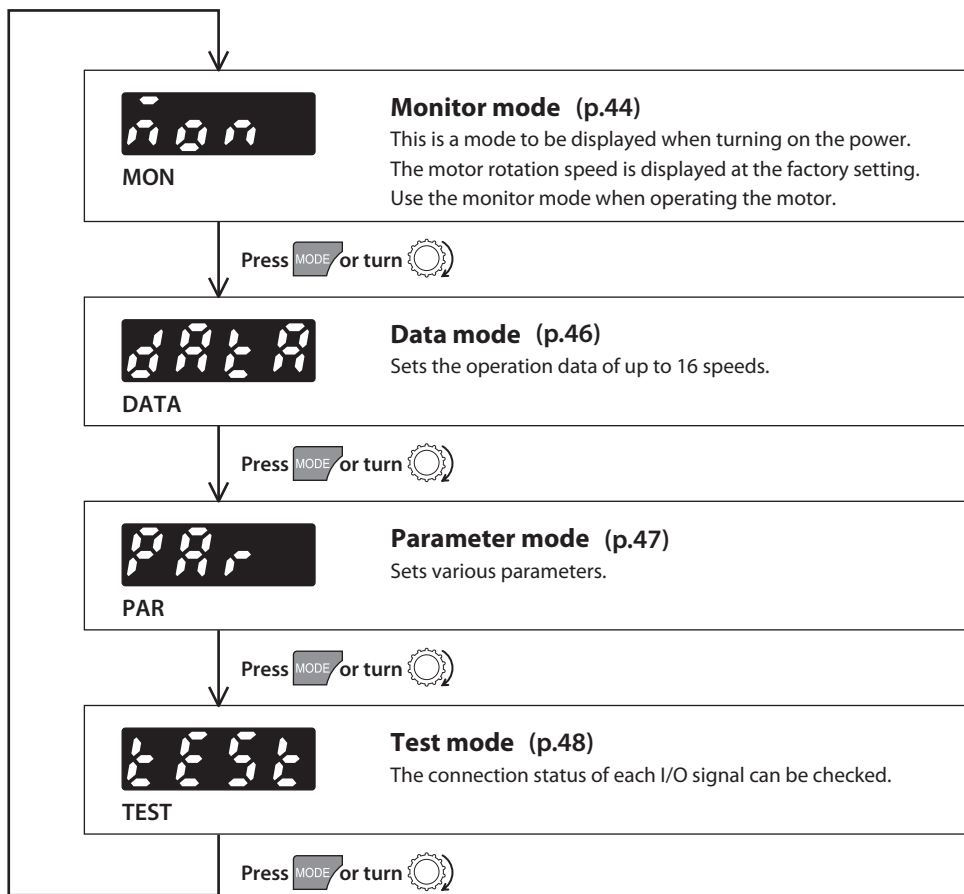 non
Monitor mode (p.44)
This is a mode to be displayed when turning on the power.
The motor rotation speed is displayed at the factory setting.
Use the monitor mode when operating the motor.
MON
Press MODE or turn
dAtA
Data mode (p.46)
Sets the operation data of up to 16 speeds.
DATA
Press MODE or turn
PAr
Parameter mode (p.47)
Sets various parameters.
PAR
Press MODE or turn
tESt
Test mode (p.48)
The connection status of each I/O signal can be checked.
TEST
Press MODE or turn